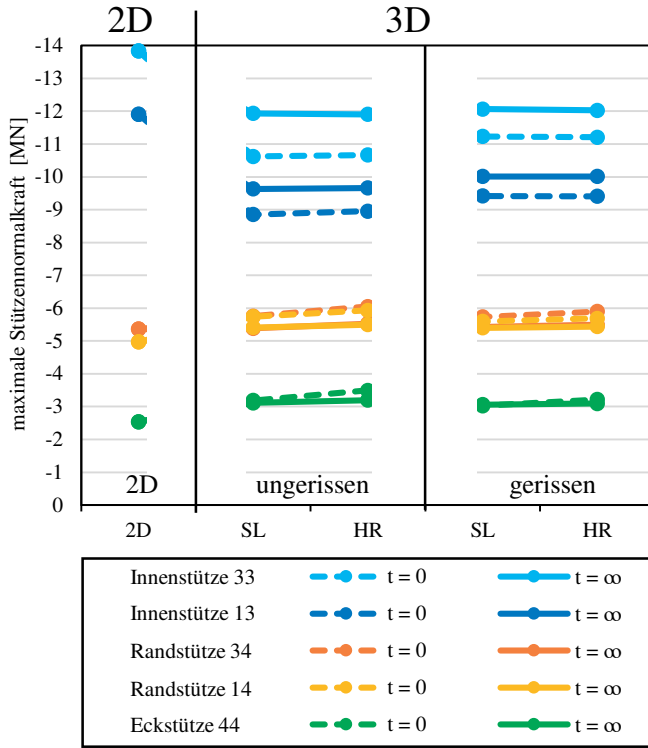 2D 3D
maximale Stützennormalkraft [MN]
-14
-13
-12
-11
-10
-9
-8
-7
-6
-5
-4
-3
-2
-1
0
2D ungerissen gerissen
2D SL HR SL HR
Innenstütze 33 t = 0 t = ∞
Innenstütze 13 t = 0 t = ∞
Randstütze 34 t = 0 t = ∞
Randstütze 14 t = 0 t = ∞
Eckstütze 44 t = 0 t = ∞